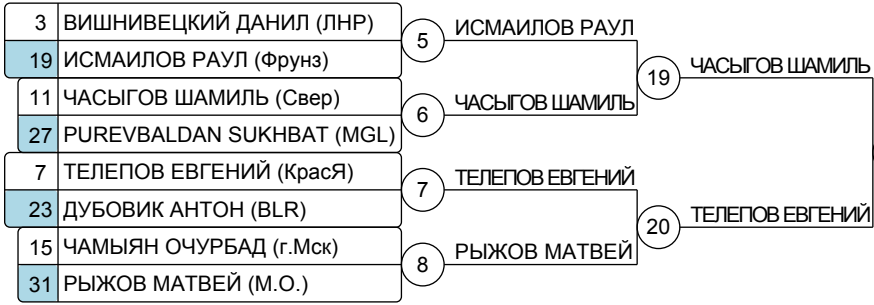 3 ВИШНИВЕЦКИЙ ДАНИЛ (ЛНР)
19 ИСМАИЛОВ РАУЛ (Фрунз)
5 ИСМАИЛОВ РАУЛ
11 ЧАСЫГОВ ШАМИЛЬ (Свер)
27 PUREVBALDAN SUKHBAT (MGL)
6 ЧАСЫГОВ ШАМИЛЬ
19 ЧАСЫГОВ ШАМИЛЬ
7 ТЕЛЕПОВ ЕВГЕНИЙ (КрасЯ)
23 ДУБОВИК АНТОН (BLR)
7 ТЕЛЕПОВ ЕВГЕНИЙ
15 ЧАМЫЯН ОЧУРБАД (г.Мск)
31 РЫЖОВ МАТВЕЙ (М.О.)
8 РЫЖОВ МАТВЕЙ
20 ТЕЛЕПОВ ЕВГЕНИЙ